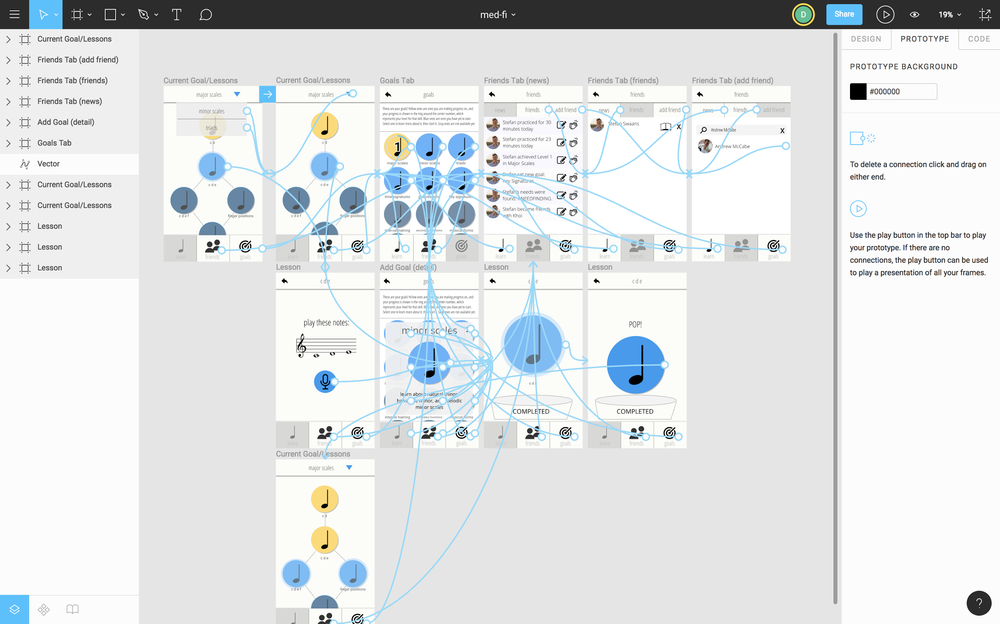 med-fi
D
Share
19%
Current Goal/Lessons
Friends Tab (add friend)
Friends Tab (friends)
Friends Tab (news)
Add Goal (detail)
Goals Tab
Vector
Current Goal/Lessons
Current Goal/Lessons
Lesson
Lesson
Lesson
DESIGN
PROTOTYPE
CODE
PROTOTYPE BACKGROUND
#000000
To delete a connection click and drag on
either end.
Use the play button in the top bar to play
your prototype. If there are no
connections, the play button can be used
to play a presentation of all your frames.
?
Current Goal/Lessons
major scales
minor scales
triads
c d
c d e
c d e f
finger positions
learn
friends
goals
Current Goal/Lessons
major scales
c d
c d e
c d e f
finger positions
learn
friends
goals
Goals Tab
goals
These are your goals! Yellow ones are ones you are making progress on, and
your progress is shown in the ring around the center number, which
represents your level for that skill. Blue ones are ones you have yet to start.
Select one to learn more about it, then start it. Gray ones are not available yet.
1
major scales
minor scales
triads
time signatures
progressions
key signatures
interval training
secondary functions
musical forms
learn
friends
goals
Friends Tab (news)
friends
news
friends
add friend
Stefan practiced for 30
minutes today
Stefan practiced for 23
minutes today
Stefan achieved Level 1
in Major Scales
Stefan set new goal:
Key Signatures
Stefan's needs were
found. #NEEDFINDING.
Stefan became friends
with Khoi
learn
friends
goals
Friends Tab (friends)
friends
news
friends
add friend
Stefan Swaans
X
learn
friends
goals
Friends Tab (add friend)
friends
news
friends
add friend
Andrew McCabe
X
Andrew McCabe
learn
friends
goals
Lesson
c d e
play these notes:
learn
friends
goals
Add Goal (detail)
goals
These are your goals! Yellow ones are ones you are making progress on, and
your progress is shown in the ring around the center number, which
represents your level for that skill. Blue ones are ones you have yet to start.
Select one to learn more about it, then start it. Gray ones are not available yet.
minor scales
learn about natural minor,
harmonic minor, and melodic
minor scales
interval training
secondary functions
musical forms
learn
friends
goals
Lesson
c d e
c d e
COMPLETED
learn
friends
goals
Lesson
c d e
POP!
COMPLETED
learn
friends
goals
Current Goal/Lessons
major scales
c d
c d e
c d e f
finger positions